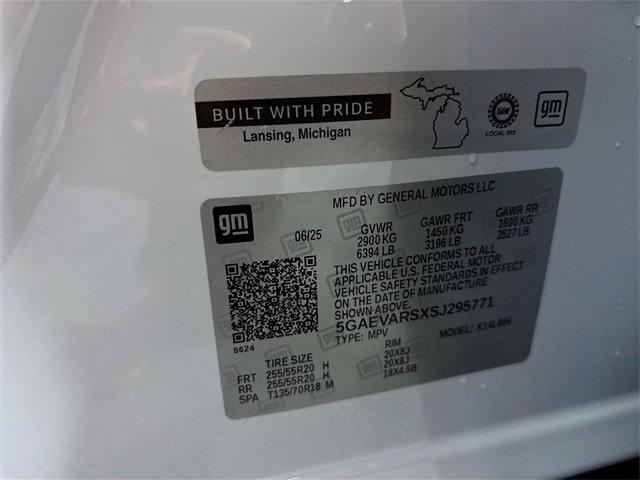 BUILT WITH PRIDE
Lansing, Michigan
UAW
LOCAL 602
gm
MFD BY GENERAL MOTORS LLC
gm
06/25
GVWR GAWR FRT GAWR RR
2900 KG 1450 KG 1600 KG
6394 LB 3196 LB 3527 LB
THIS VEHICLE CONFORMS TO ALL
APPLICABLE U.S. FEDERAL MOTOR
VEHICLE SAFETY STANDARDS IN EFFECT
ON THE DATE OF MANUFACTURE
SHOWN ABOVE.
5GAEVARSXSJ295771
TYPE: MPV MODEL: X14LB56
8624
TIRE SIZE RIM
FRT 255/55R20 H 20X8J
RR 255/55R20 H 20X8J
SPA T135/70R18 M 18X4.5B